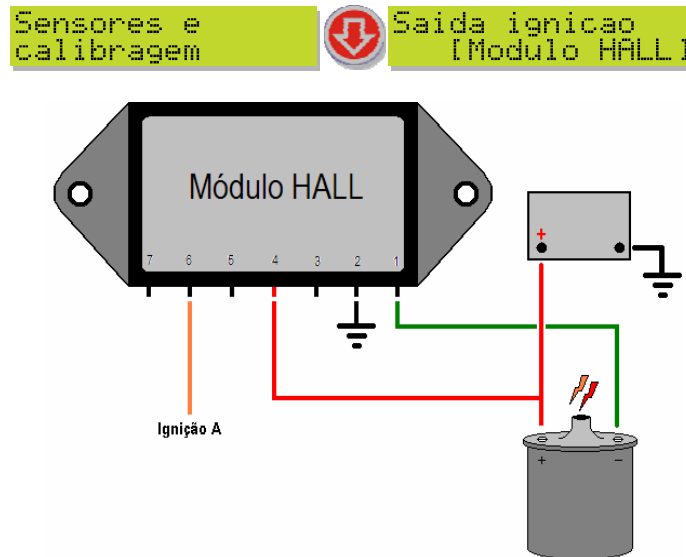 Sensores e
calibragem
Saida ignicao
[Modulo HALL]
Módulo HALL
7 6 5 4 3 2 1
+
Ignição A
+ −